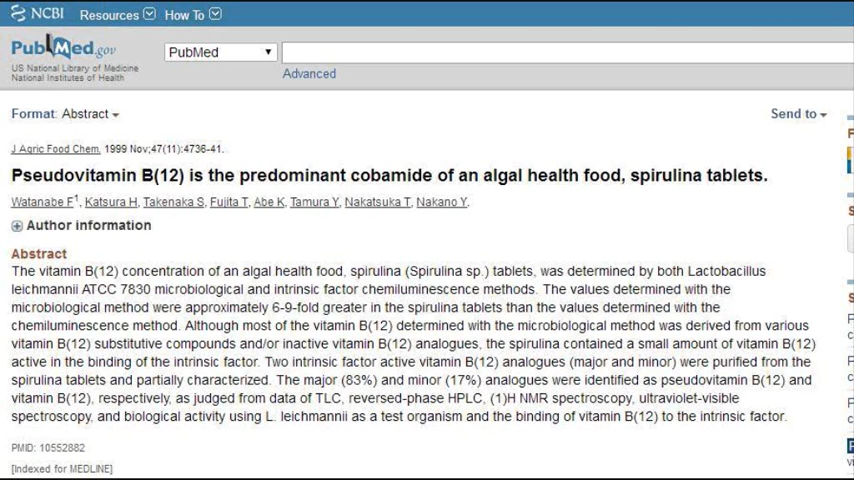 NCBI Resources How To
PubMed.gov
US National Library of Medicine
National Institutes of Health
PubMed
Advanced
Format: Abstract
Send to
J Agric Food Chem. 1999 Nov;47(11):4736-41.
Pseudovitamin B(12) is the predominant cobamide of an algal health food, spirulina tablets.
Watanabe F1, Katsura H, Takenaka S, Fujita T, Abe K, Tamura Y, Nakatsuka T, Nakano Y.
Author information
Abstract
The vitamin B(12) concentration of an algal health food, spirulina (Spirulina sp.) tablets, was determined by both Lactobacillus
leichmannii ATCC 7830 microbiological and intrinsic factor chemiluminescence methods. The values determined with the
microbiological method were approximately 6-9-fold greater in the spirulina tablets than the values determined with the
chemiluminescence method. Although most of the vitamin B(12) determined with the microbiological method was derived from various
vitamin B(12) substitutive compounds and/or inactive vitamin B(12) analogues, the spirulina contained a small amount of vitamin B(12)
active in the binding of the intrinsic factor. Two intrinsic factor active vitamin B(12) analogues (major and minor) were purified from the
spirulina tablets and partially characterized. The major (83%) and minor (17%) analogues were identified as pseudovitamin B(12) and
vitamin B(12), respectively, as judged from data of TLC, reversed-phase HPLC, (1)H NMR spectroscopy, ultraviolet-visible
spectroscopy, and biological activity using L. leichmannii as a test organism and the binding of vitamin B(12) to the intrinsic factor.
PMID: 10552882
[Indexed for MEDLINE]